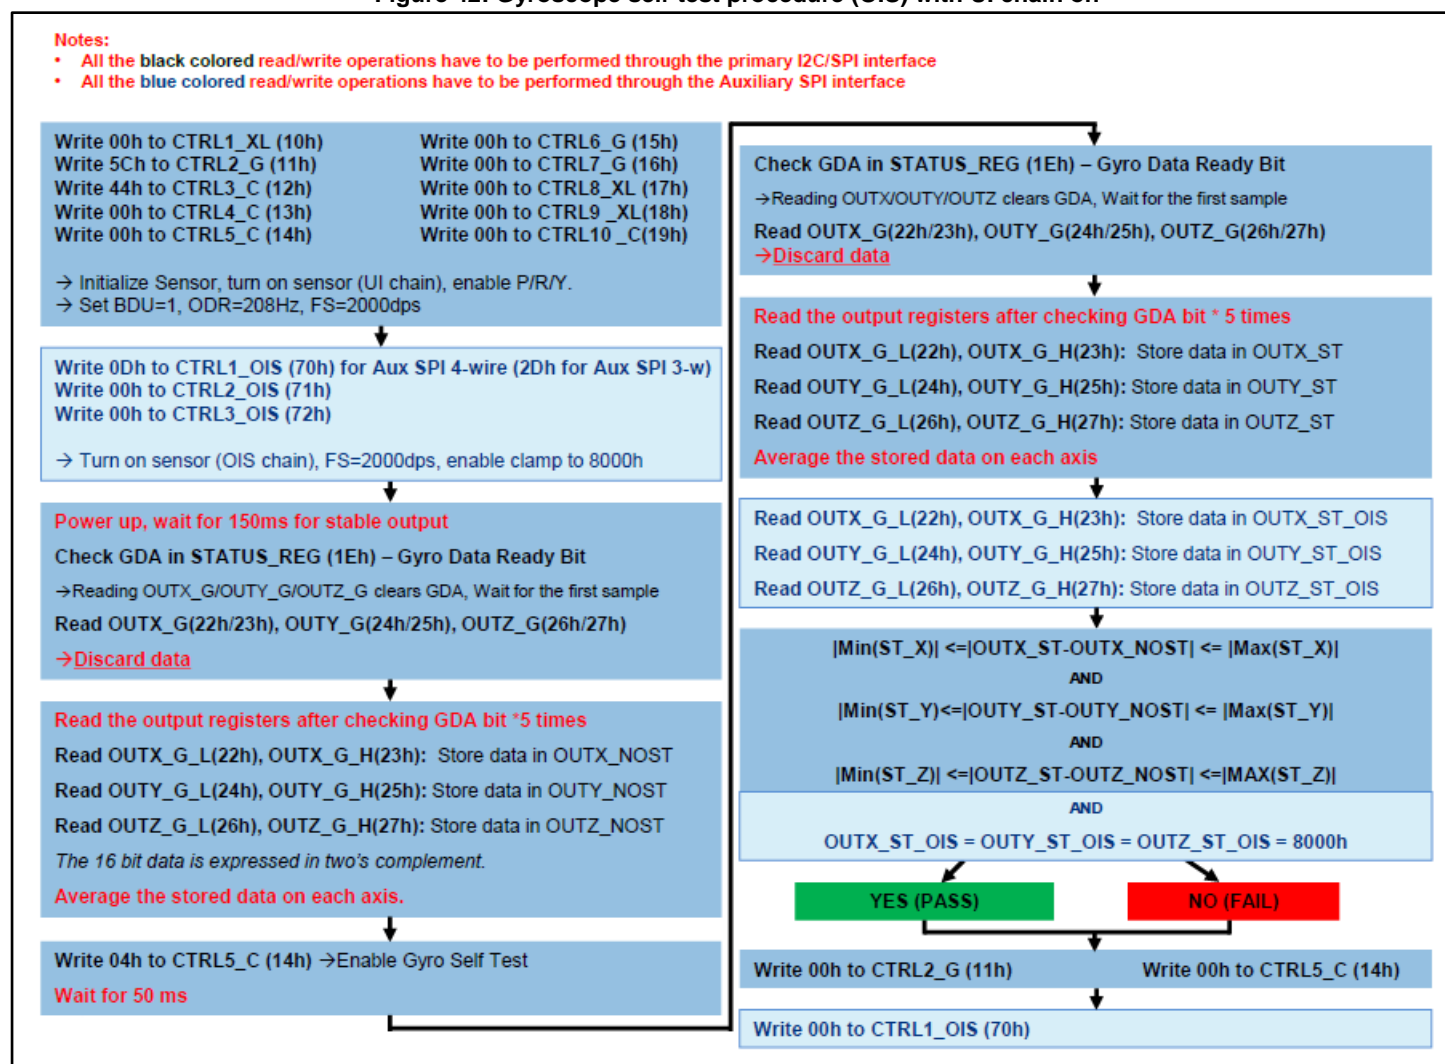 Figure 42. Gyroscope self-test procedure (OIS) with UI chain on
Notes:
• All the black colored read/write operations have to be performed through the primary I2C/SPI interface
• All the blue colored read/write operations have to be performed through the Auxiliary SPI interface
Write 00h to CTRL1_XL (10h) Write 00h to CTRL6_G (15h)
Write 5Ch to CTRL2_G (11h) Write 00h to CTRL7_G (16h)
Write 44h to CTRL3_C (12h) Write 00h to CTRL8_XL (17h)
Write 00h to CTRL4_C (13h) Write 00h to CTRL9 _XL(18h)
Write 00h to CTRL5_C (14h) Write 00h to CTRL10 _C(19h)
→ Initialize Sensor, turn on sensor (UI chain), enable P/R/Y.
→ Set BDU=1, ODR=208Hz, FS=2000dps
Write 0Dh to CTRL1_OIS (70h) for Aux SPI 4-wire (2Dh for Aux SPI 3-w)
Write 00h to CTRL2_OIS (71h)
Write 00h to CTRL3_OIS (72h)
→ Turn on sensor (OIS chain), FS=2000dps, enable clamp to 8000h
Power up, wait for 150ms for stable output
Check GDA in STATUS_REG (1Eh) – Gyro Data Ready Bit
→Reading OUTX_G/OUTY_G/OUTZ_G clears GDA, Wait for the first sample
Read OUTX_G(22h/23h), OUTY_G(24h/25h), OUTZ_G(26h/27h)
→Discard data
Read the output registers after checking GDA bit *5 times
Read OUTX_G_L(22h), OUTX_G_H(23h): Store data in OUTX_NOST
Read OUTY_G_L(24h), OUTY_G_H(25h): Store data in OUTY_NOST
Read OUTZ_G_L(26h), OUTZ_G_H(27h): Store data in OUTZ_NOST
The 16 bit data is expressed in two's complement.
Average the stored data on each axis.
Write 04h to CTRL5_C (14h) →Enable Gyro Self Test
Wait for 50 ms
Check GDA in STATUS_REG (1Eh) – Gyro Data Ready Bit
→Reading OUTX/OUTY/OUTZ clears GDA, Wait for the first sample
Read OUTX_G(22h/23h), OUTY_G(24h/25h), OUTZ_G(26h/27h)
→Discard data
Read the output registers after checking GDA bit * 5 times
Read OUTX_G_L(22h), OUTX_G_H(23h): Store data in OUTX_ST
Read OUTY_G_L(24h), OUTY_G_H(25h): Store data in OUTY_ST
Read OUTZ_G_L(26h), OUTZ_G_H(27h): Store data in OUTZ_ST
Average the stored data on each axis
Read OUTX_G_L(22h), OUTX_G_H(23h): Store data in OUTX_ST_OIS
Read OUTY_G_L(24h), OUTY_G_H(25h): Store data in OUTY_ST_OIS
Read OUTZ_G_L(26h), OUTZ_G_H(27h): Store data in OUTZ_ST_OIS
|Min(ST_X)| <=|OUTX_ST-OUTX_NOST| <= |Max(ST_X)|
AND
|Min(ST_Y)<=|OUTY_ST-OUTY_NOST| <= |Max(ST_Y)|
AND
|Min(ST_Z)| <=|OUTZ_ST-OUTZ_NOST| <=|MAX(ST_Z)|
AND
OUTX_ST_OIS = OUTY_ST_OIS = OUTZ_ST_OIS = 8000h
YES (PASS) NO (FAIL)
Write 00h to CTRL2_G (11h) Write 00h to CTRL5_C (14h)
Write 00h to CTRL1_OIS (70h)